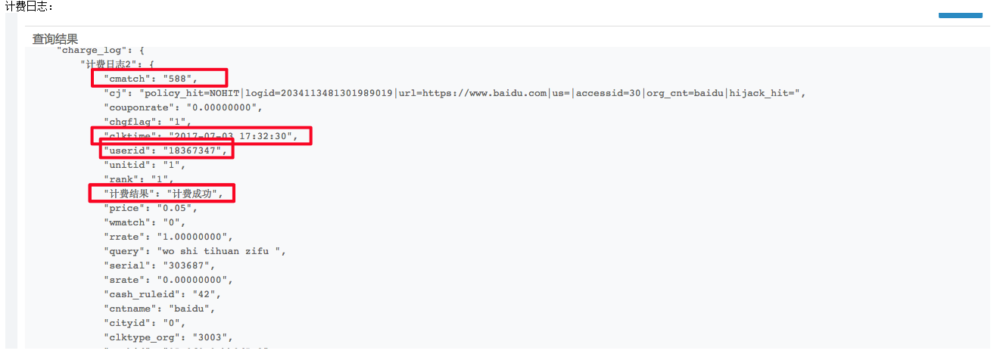 计费日志：
查询结果
"charge_log": {
"计费日志2": {
"cmatch": "588",
"cj": "policy_hit=NOHIT|logid=2034113481301989019|url=https://www.baidu.com|us=|accessid=30|org_cnt=baidu|hijack_hit=",
"couponrate": "0.00000000",
"chgflag": "1",
"clktime": "2017-07-03 17:32:30",
"userid": "18367347",
"unitid": "1",
"rank": "1",
"计费结果": "计费成功",
"price": "0.05",
"wmatch": "0",
"rrate": "1.00000000",
"query": "wo shi tihuan zifu ",
"serial": "303687",
"srate": "0.00000000",
"cash_ruleid": "42",
"cntname": "baidu",
"cityid": "0",
"clktype_org": "3003",